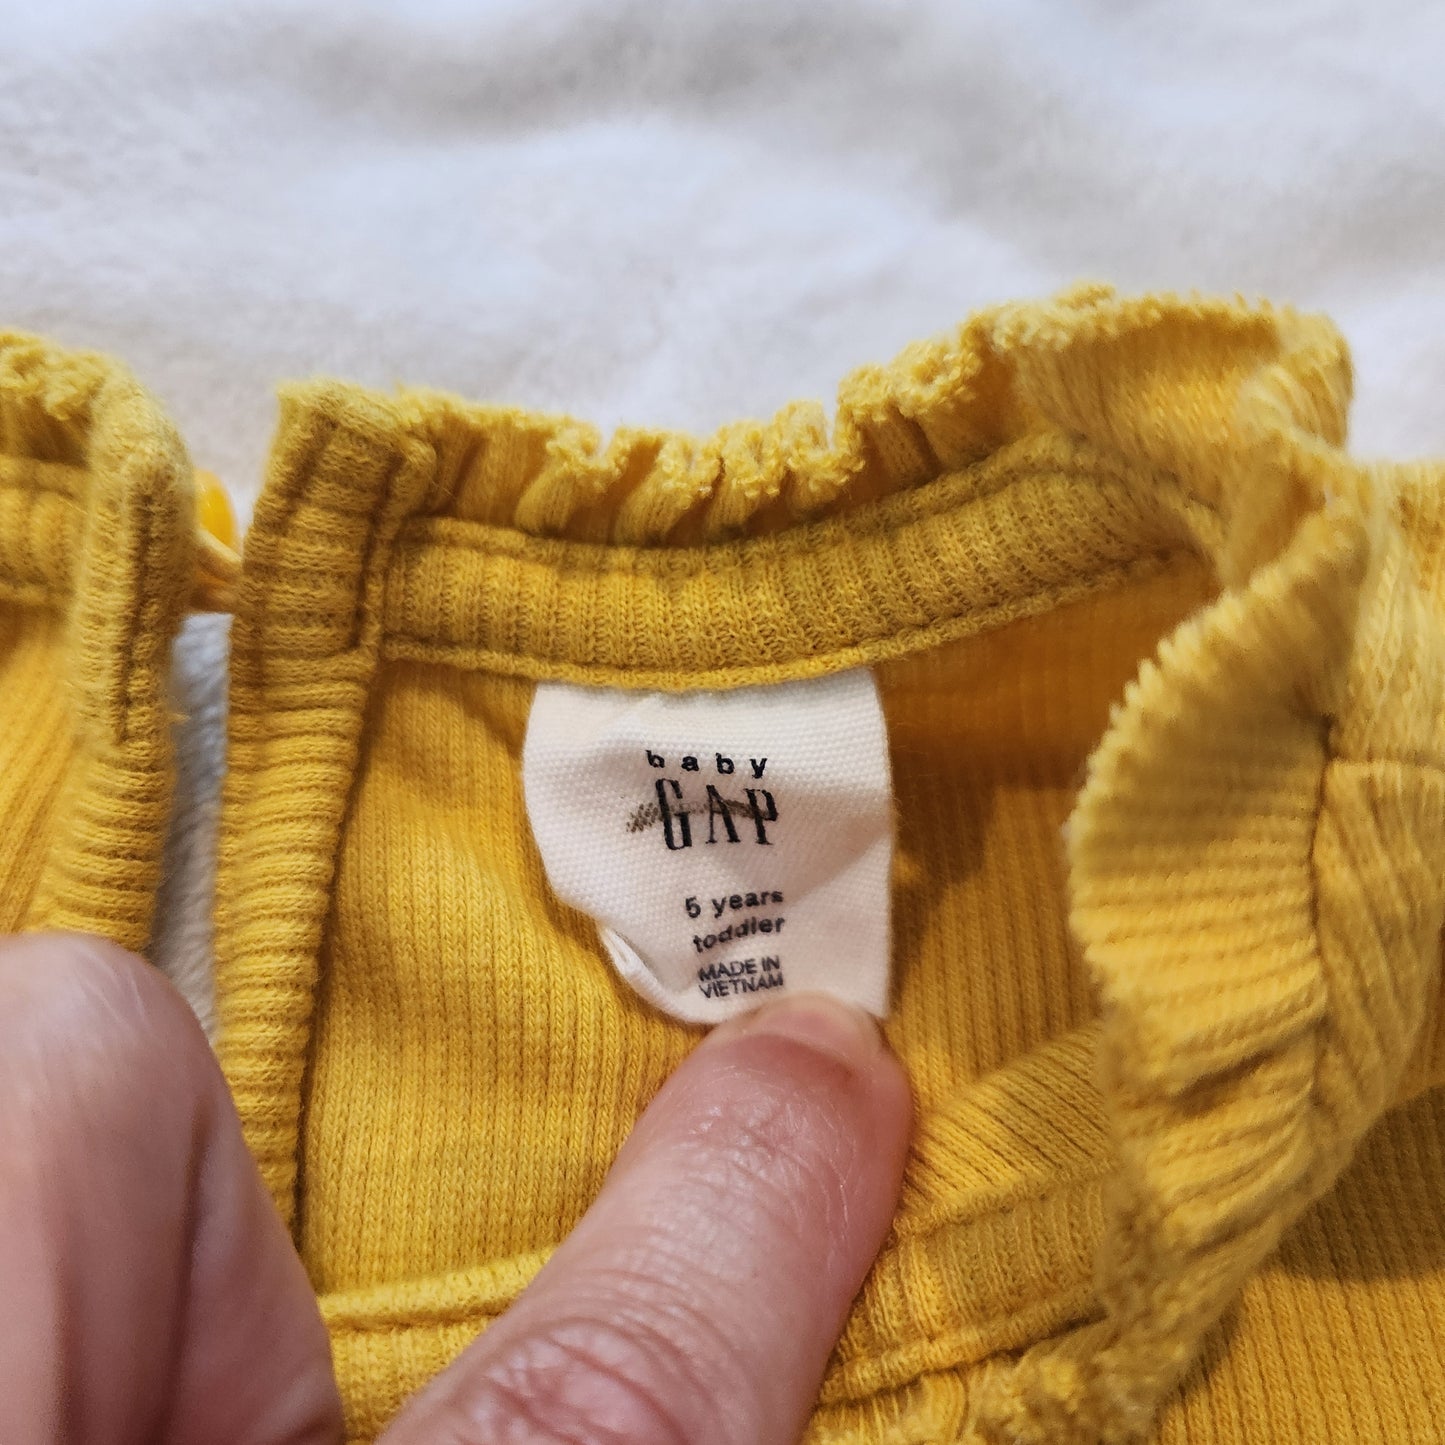 baby
GAP
5 years
toddler
MADE IN
VIETNAM